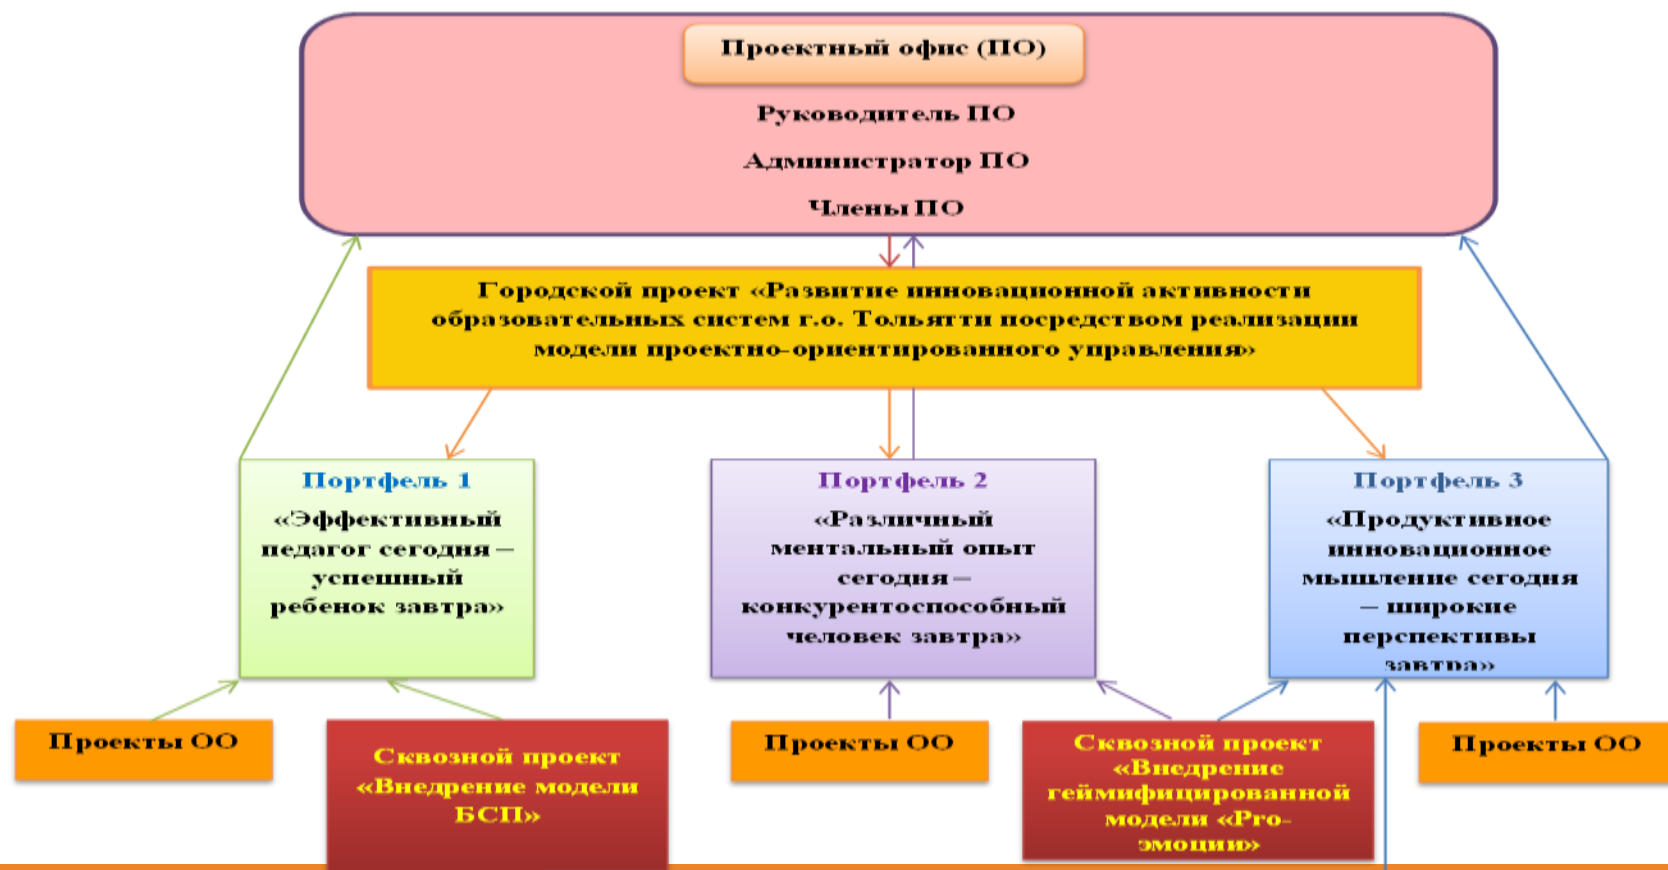 Проектный офис (ПО)
Руководитель ПО
Администратор ПО
Члены ПО
Городской проект «Развитие инновационной активности
образовательных систем г.о. Тольятти посредством реализации
модели проектно-ориентированного управления»
Портфель 1
«Эффективный
педагог сегодня –
успешный
ребенок завтра»
Портфель 2
«Различный
ментальный опыт
сегодня –
конкурентоспособный
человек завтра»
Портфель 3
«Продуктивное
инновационное
мышление сегодня
– широкие
перспективы
завтра»
Проекты ОО
Сквозной проект
«Внедрение модели
БСП»
Проекты ОО
Сквозной проект
«Внедрение
геймифицированной
модели «Pro-
эмоции»
Проекты ОО